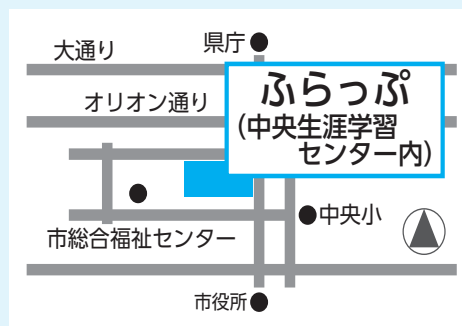 県庁
大通り
オリオン通り
ふらっぷ
(中央生涯学習
センター内)
中央小
市総合福祉センター
市役所